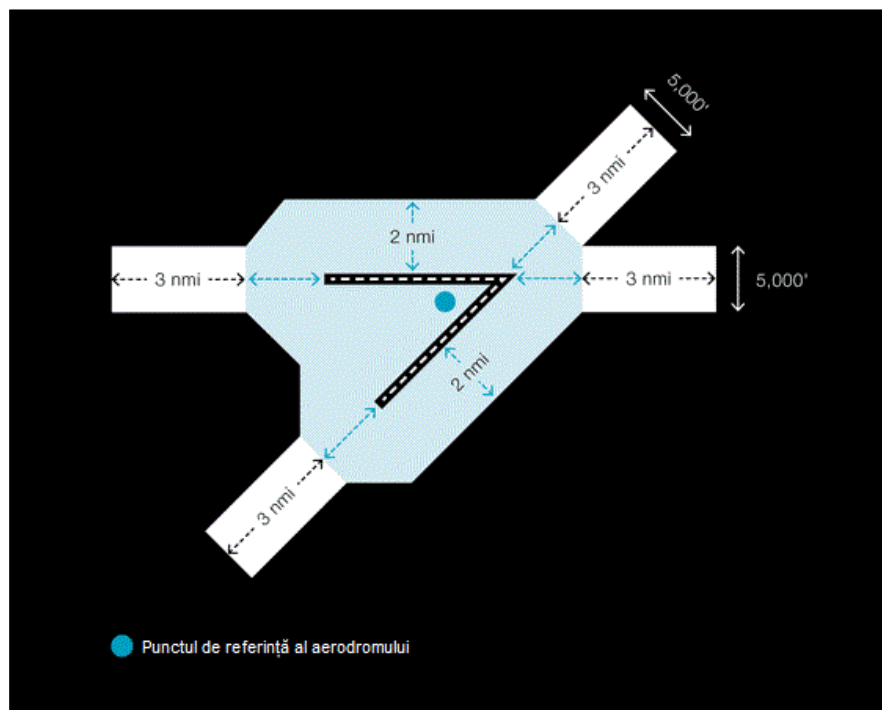 5,000'
3 nmi
2 nmi
3 nmi
3 nmi
5,000'
2 nmi
3 nmi
Punctul de referință al aerodromului